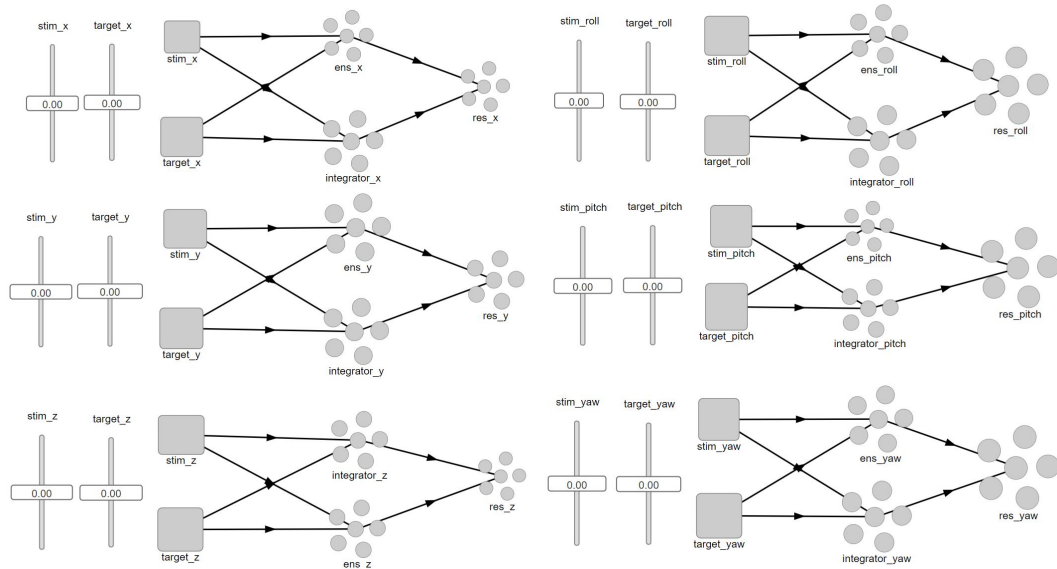 stim_x
target_x
0.00
0.00
stim_x
ens_x
res_x
target_x
integrator_x
stim_roll
target_roll
0.00
0.00
stim_roll
ens_roll
res_roll
target_roll
integrator_roll
stim_y
target_y
0.00
0.00
stim_y
ens_y
res_y
target_y
integrator_y
stim_pitch
target_pitch
0.00
0.00
stim_pitch
ens_pitch
res_pitch
target_pitch
integrator_pitch
stim_z
target_z
0.00
0.00
stim_z
integrator_z
res_z
target_z
ens_z
stim_yaw
target_yaw
0.00
0.00
stim_yaw
ens_yaw
res_yaw
target_yaw
integrator_yaw